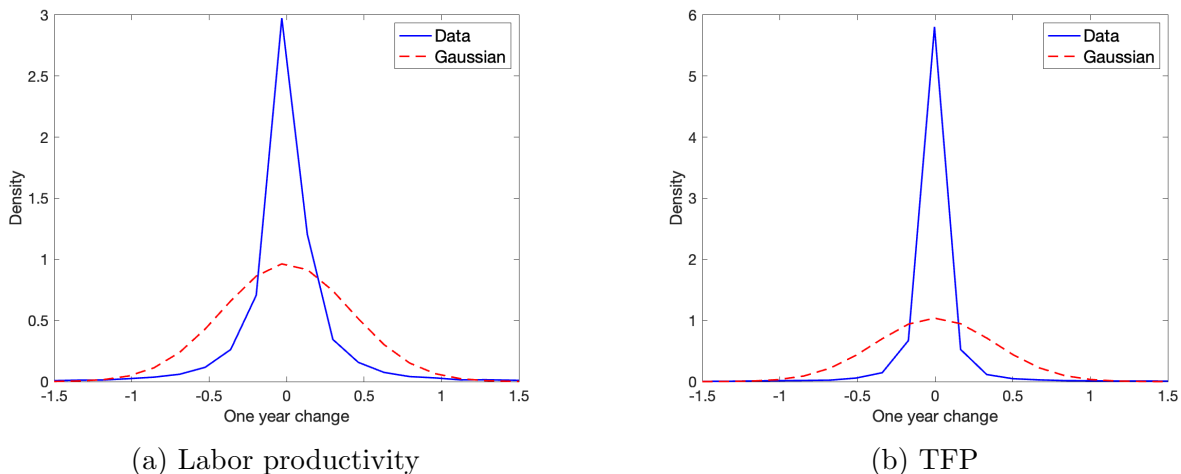 3
2.5
2
1.5
1
0.5
0
Density
-1.5 -1 -0.5 0 0.5 1 1.5
One year change
Data
Gaussian
(a) Labor productivity
6
5
4
3
2
1
0
Density
-1.5 -1 -0.5 0 0.5 1 1.5
One year change
Data
Gaussian
(b) TFP